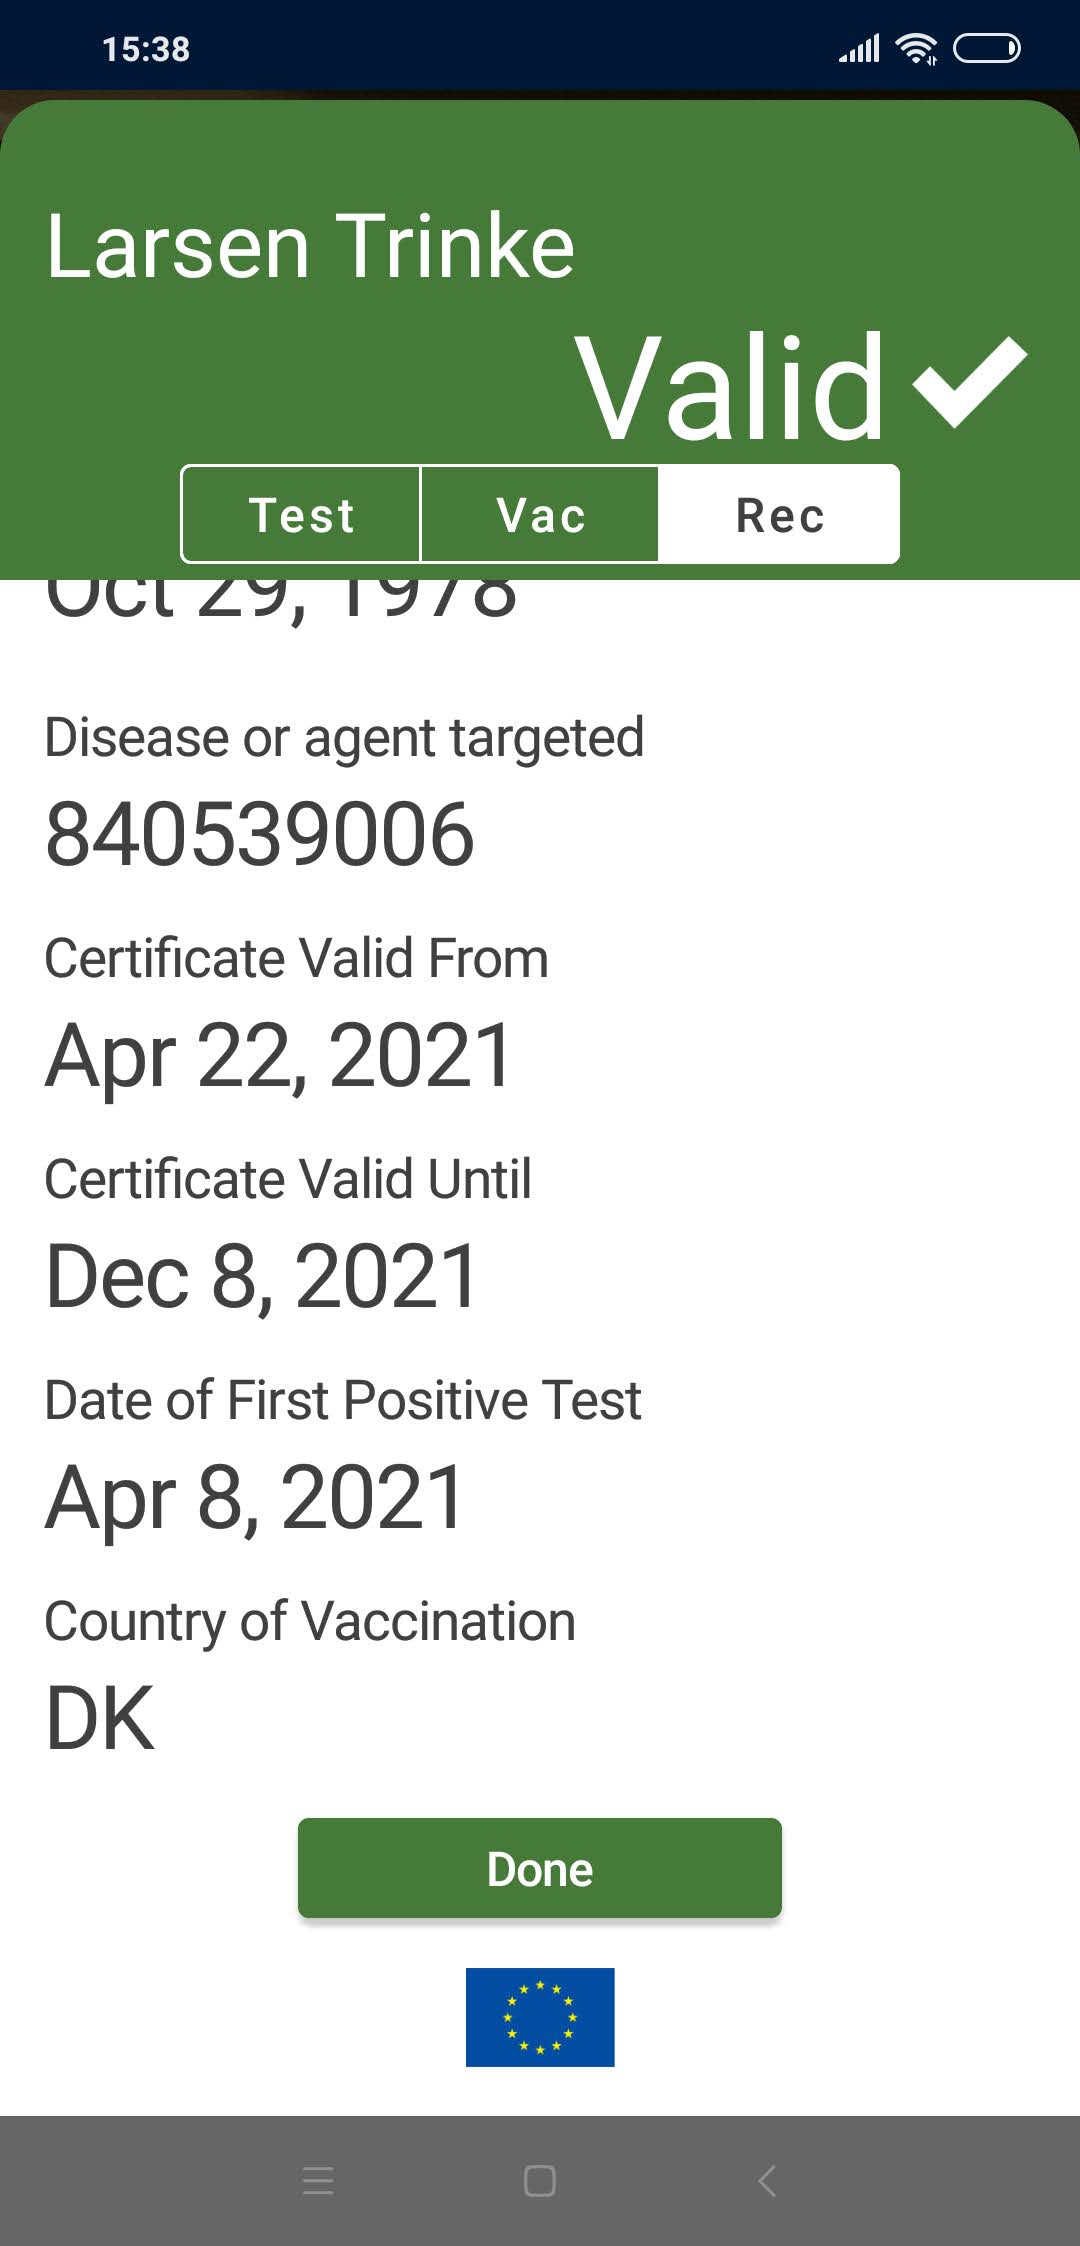 15:38
Larsen Trinke
Valid
Test Vac Rec
Oct 29, 1978
Disease or agent targeted
840539006
Certificate Valid From
Apr 22, 2021
Certificate Valid Until
Dec 8, 2021
Date of First Positive Test
Apr 8, 2021
Country of Vaccination
DK
Done